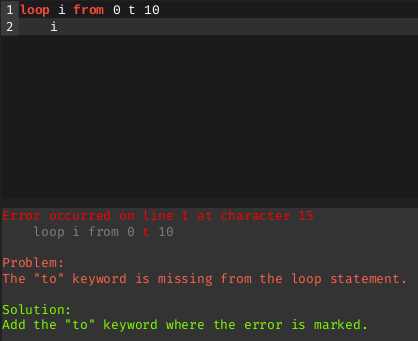 1 loop i from 0 t 10
2     i
Error occurred on line 1 at character 15
    loop i from 0 t 10
Problem:
The "to" keyword is missing from the loop statement.
Solution:
Add the "to" keyword where the error is marked.